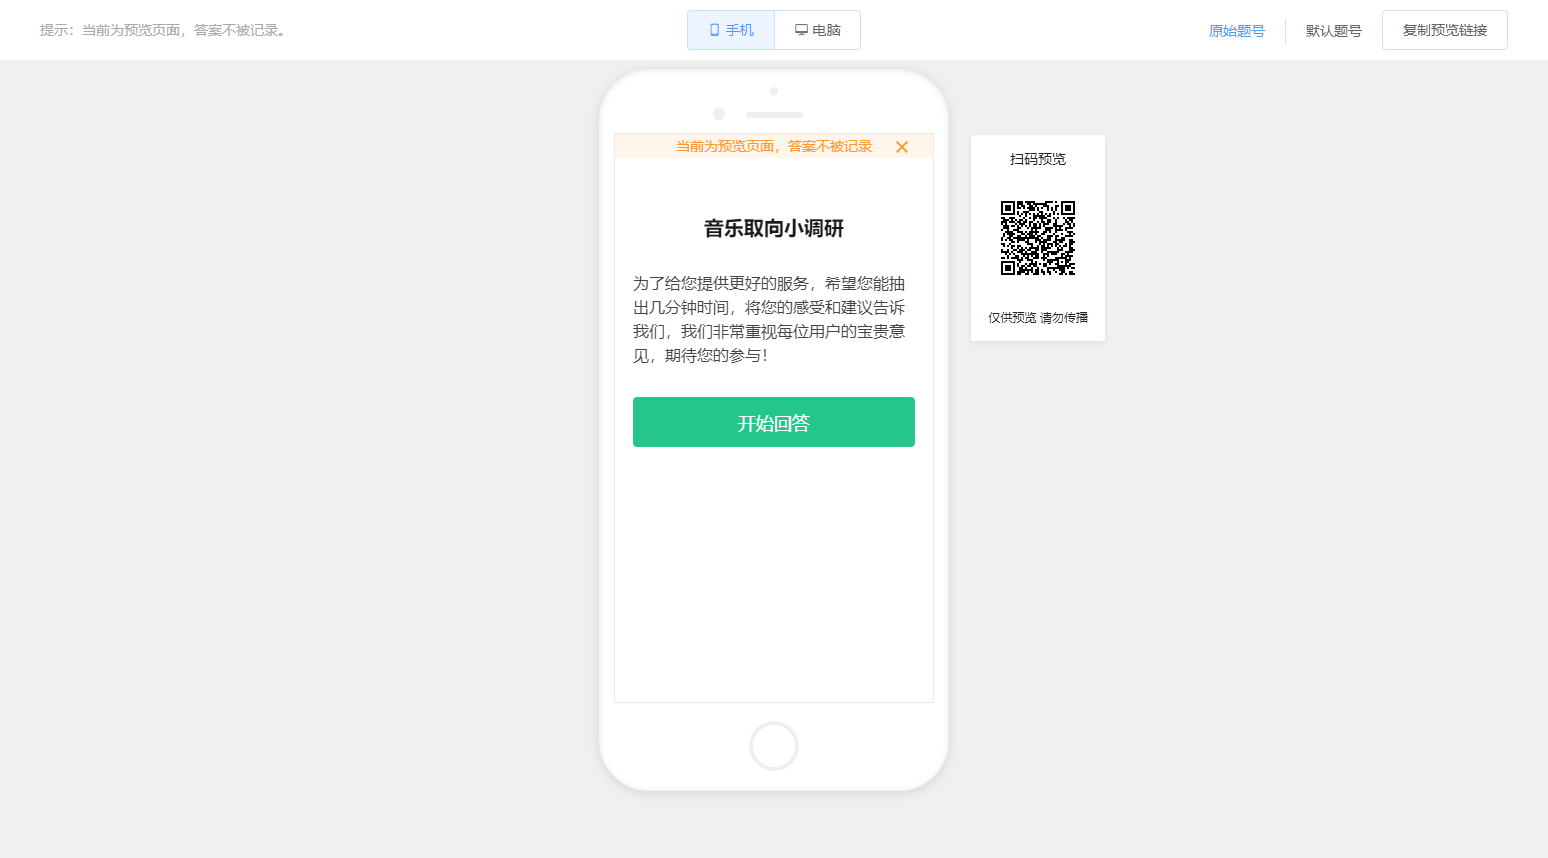 提示：当前为预览页面，答案不被记录。
手机
电脑
原始题号
默认题号
复制预览链接
当前为预览页面，答案不被记录
扫码预览
音乐取向小调研
为了给您提供更好的服务，希望您能抽
出几分钟时间，将您的感受和建议告诉
我们，我们非常重视每位用户的宝贵意
见，期待您的参与！
仅供预览 请勿传播
开始回答